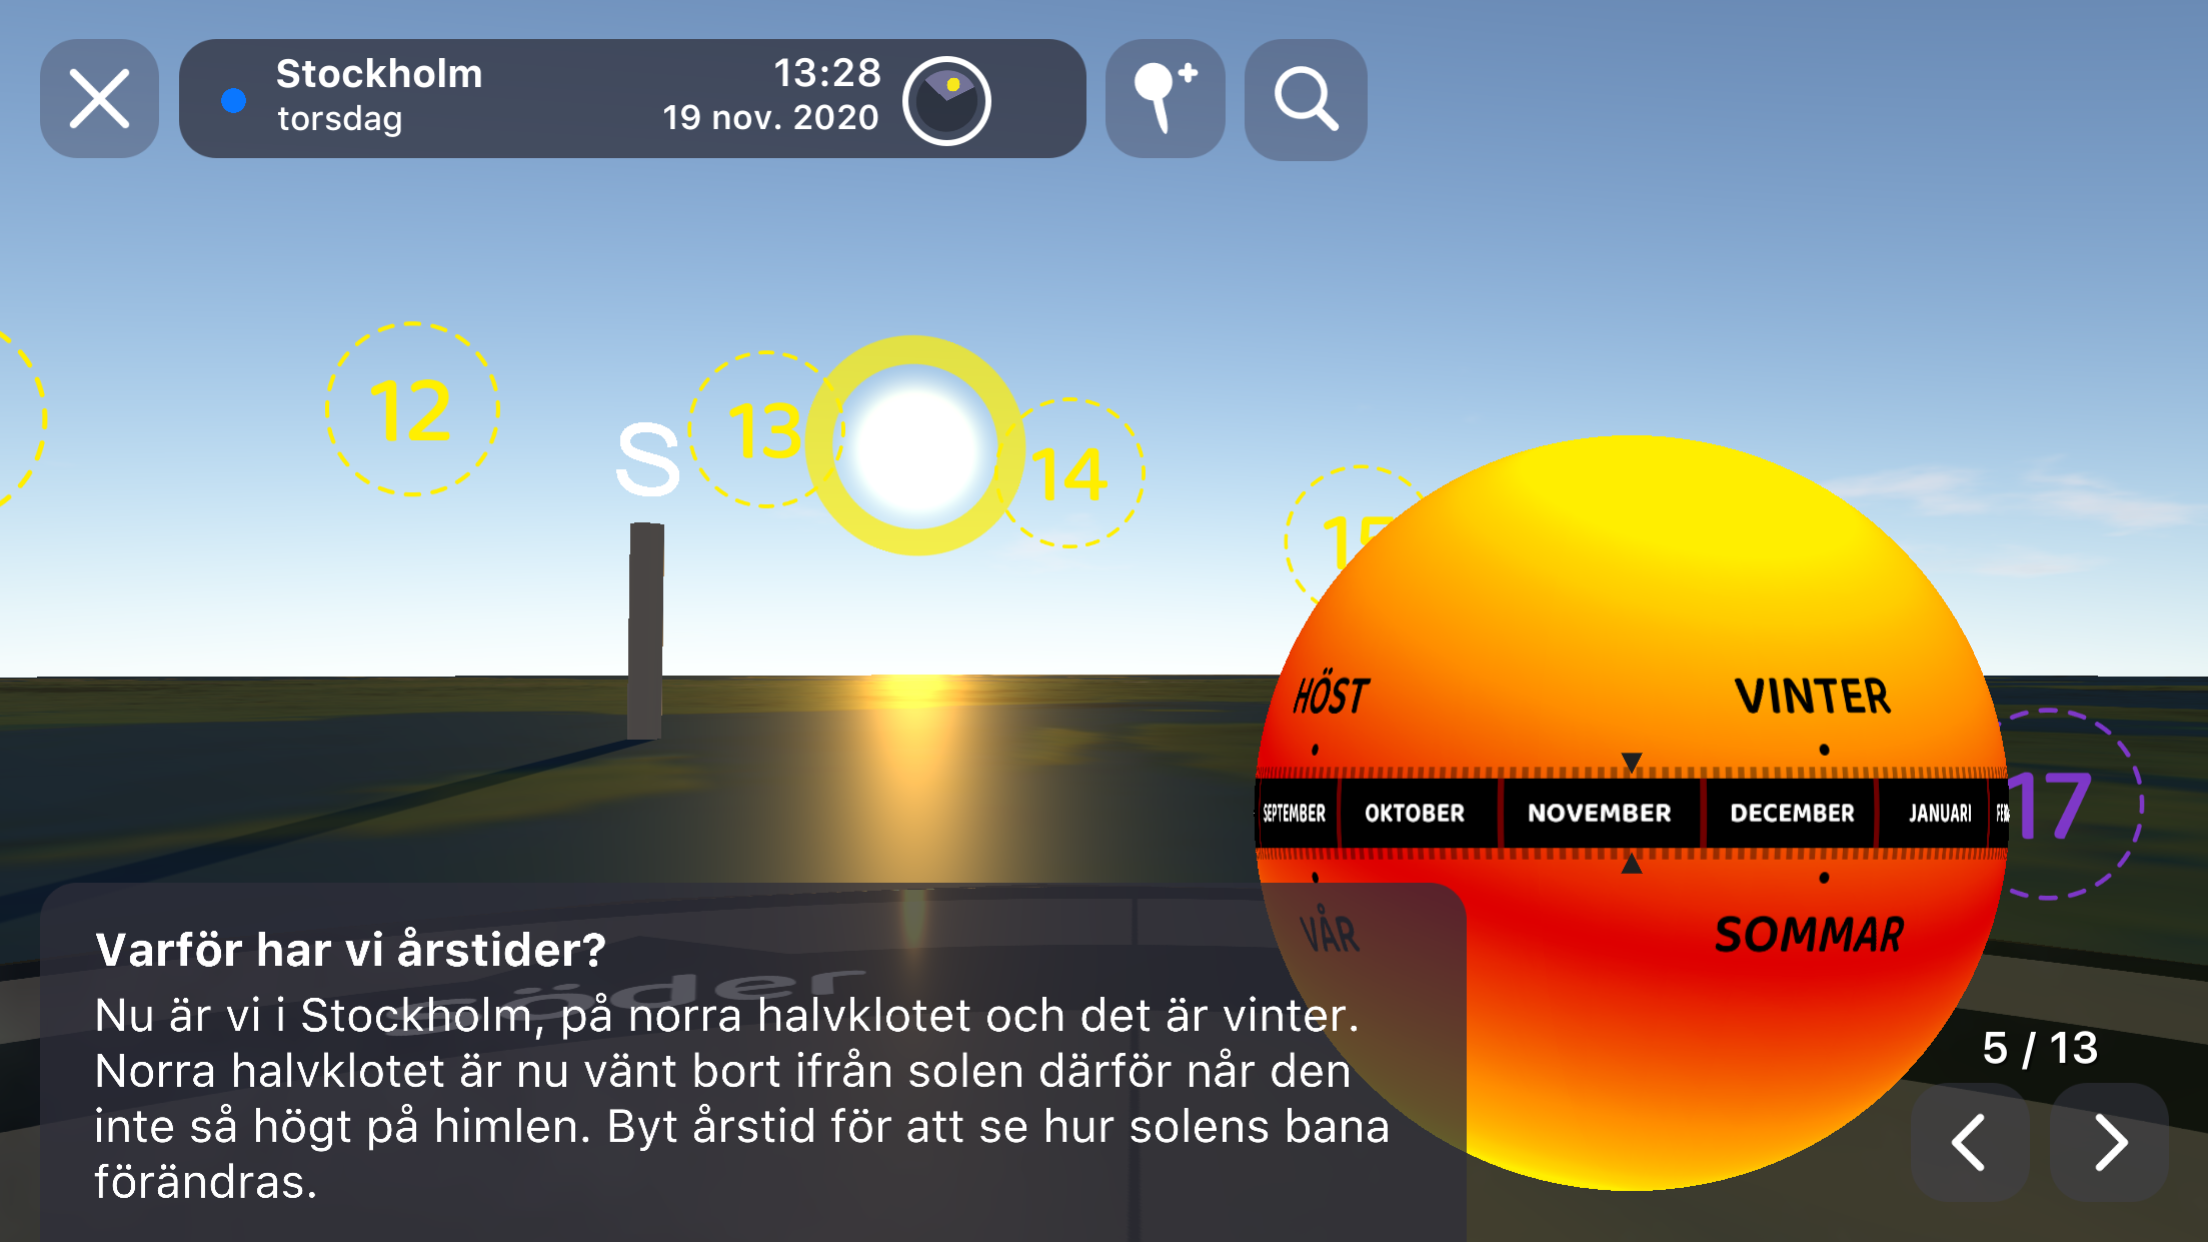 Stockholm
torsdag
13:28
19 nov. 2020
12
S
13
14
15
17
HÖST
VINTER
SEPTEMBER
OKTOBER
NOVEMBER
DECEMBER
JANUARI
VÅR
SOMMAR
söder
Varför har vi årstider?
Nu är vi i Stockholm, på norra halvklotet och det är vinter.
Norra halvklotet är nu vänt bort ifrån solen därför når den
inte så högt på himlen. Byt årstid för att se hur solens bana
förändras.
5 / 13